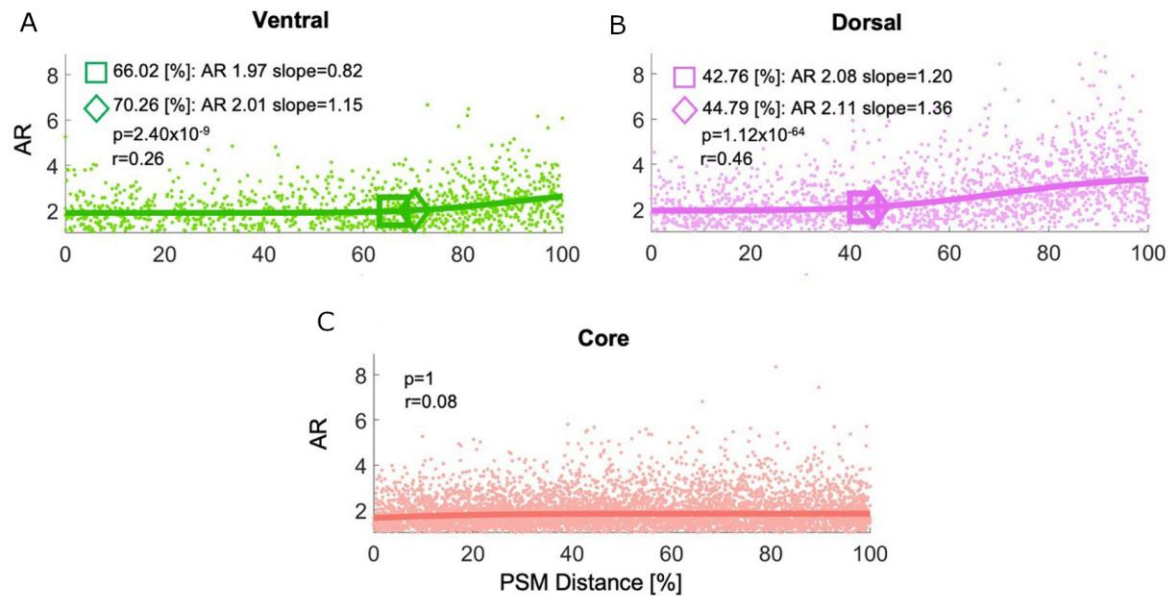 A
Ventral
66.02 [%]: AR 1.97 slope=0.82
70.26 [%]: AR 2.01 slope=1.15
p=2.40x10⁻⁹
r=0.26
AR
8
6
4
2
0 20 40 60 80 100
B
Dorsal
42.76 [%]: AR 2.08 slope=1.20
44.79 [%]: AR 2.11 slope=1.36
p=1.12x10⁻⁶⁴
r=0.46
8
6
4
2
0 20 40 60 80 100
C
Core
p=1
r=0.08
AR
8
6
4
2
0 20 40 60 80 100
PSM Distance [%]